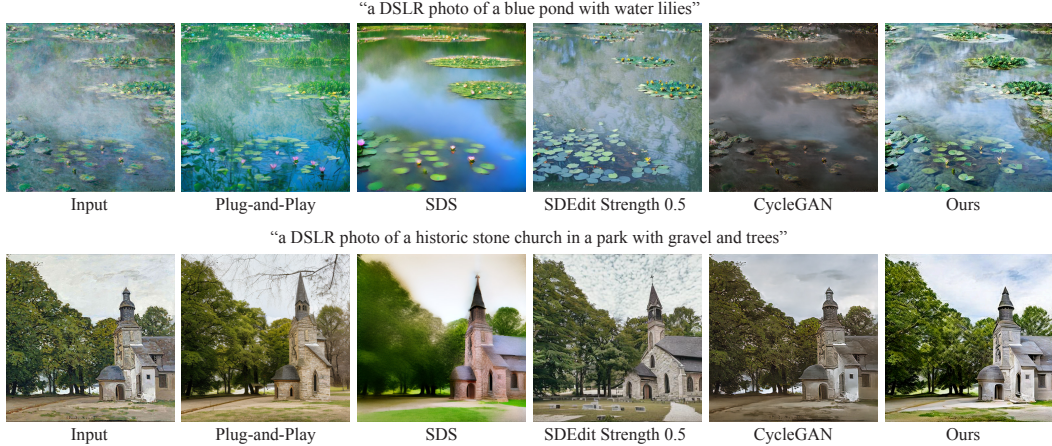 “a DSLR photo of a blue pond with water lilies”
Input Plug-and-Play SDS SDEdit Strength 0.5 CycleGAN Ours
“a DSLR photo of a historic stone church in a park with gravel and trees”
Input Plug-and-Play SDS SDEdit Strength 0.5 CycleGAN Ours